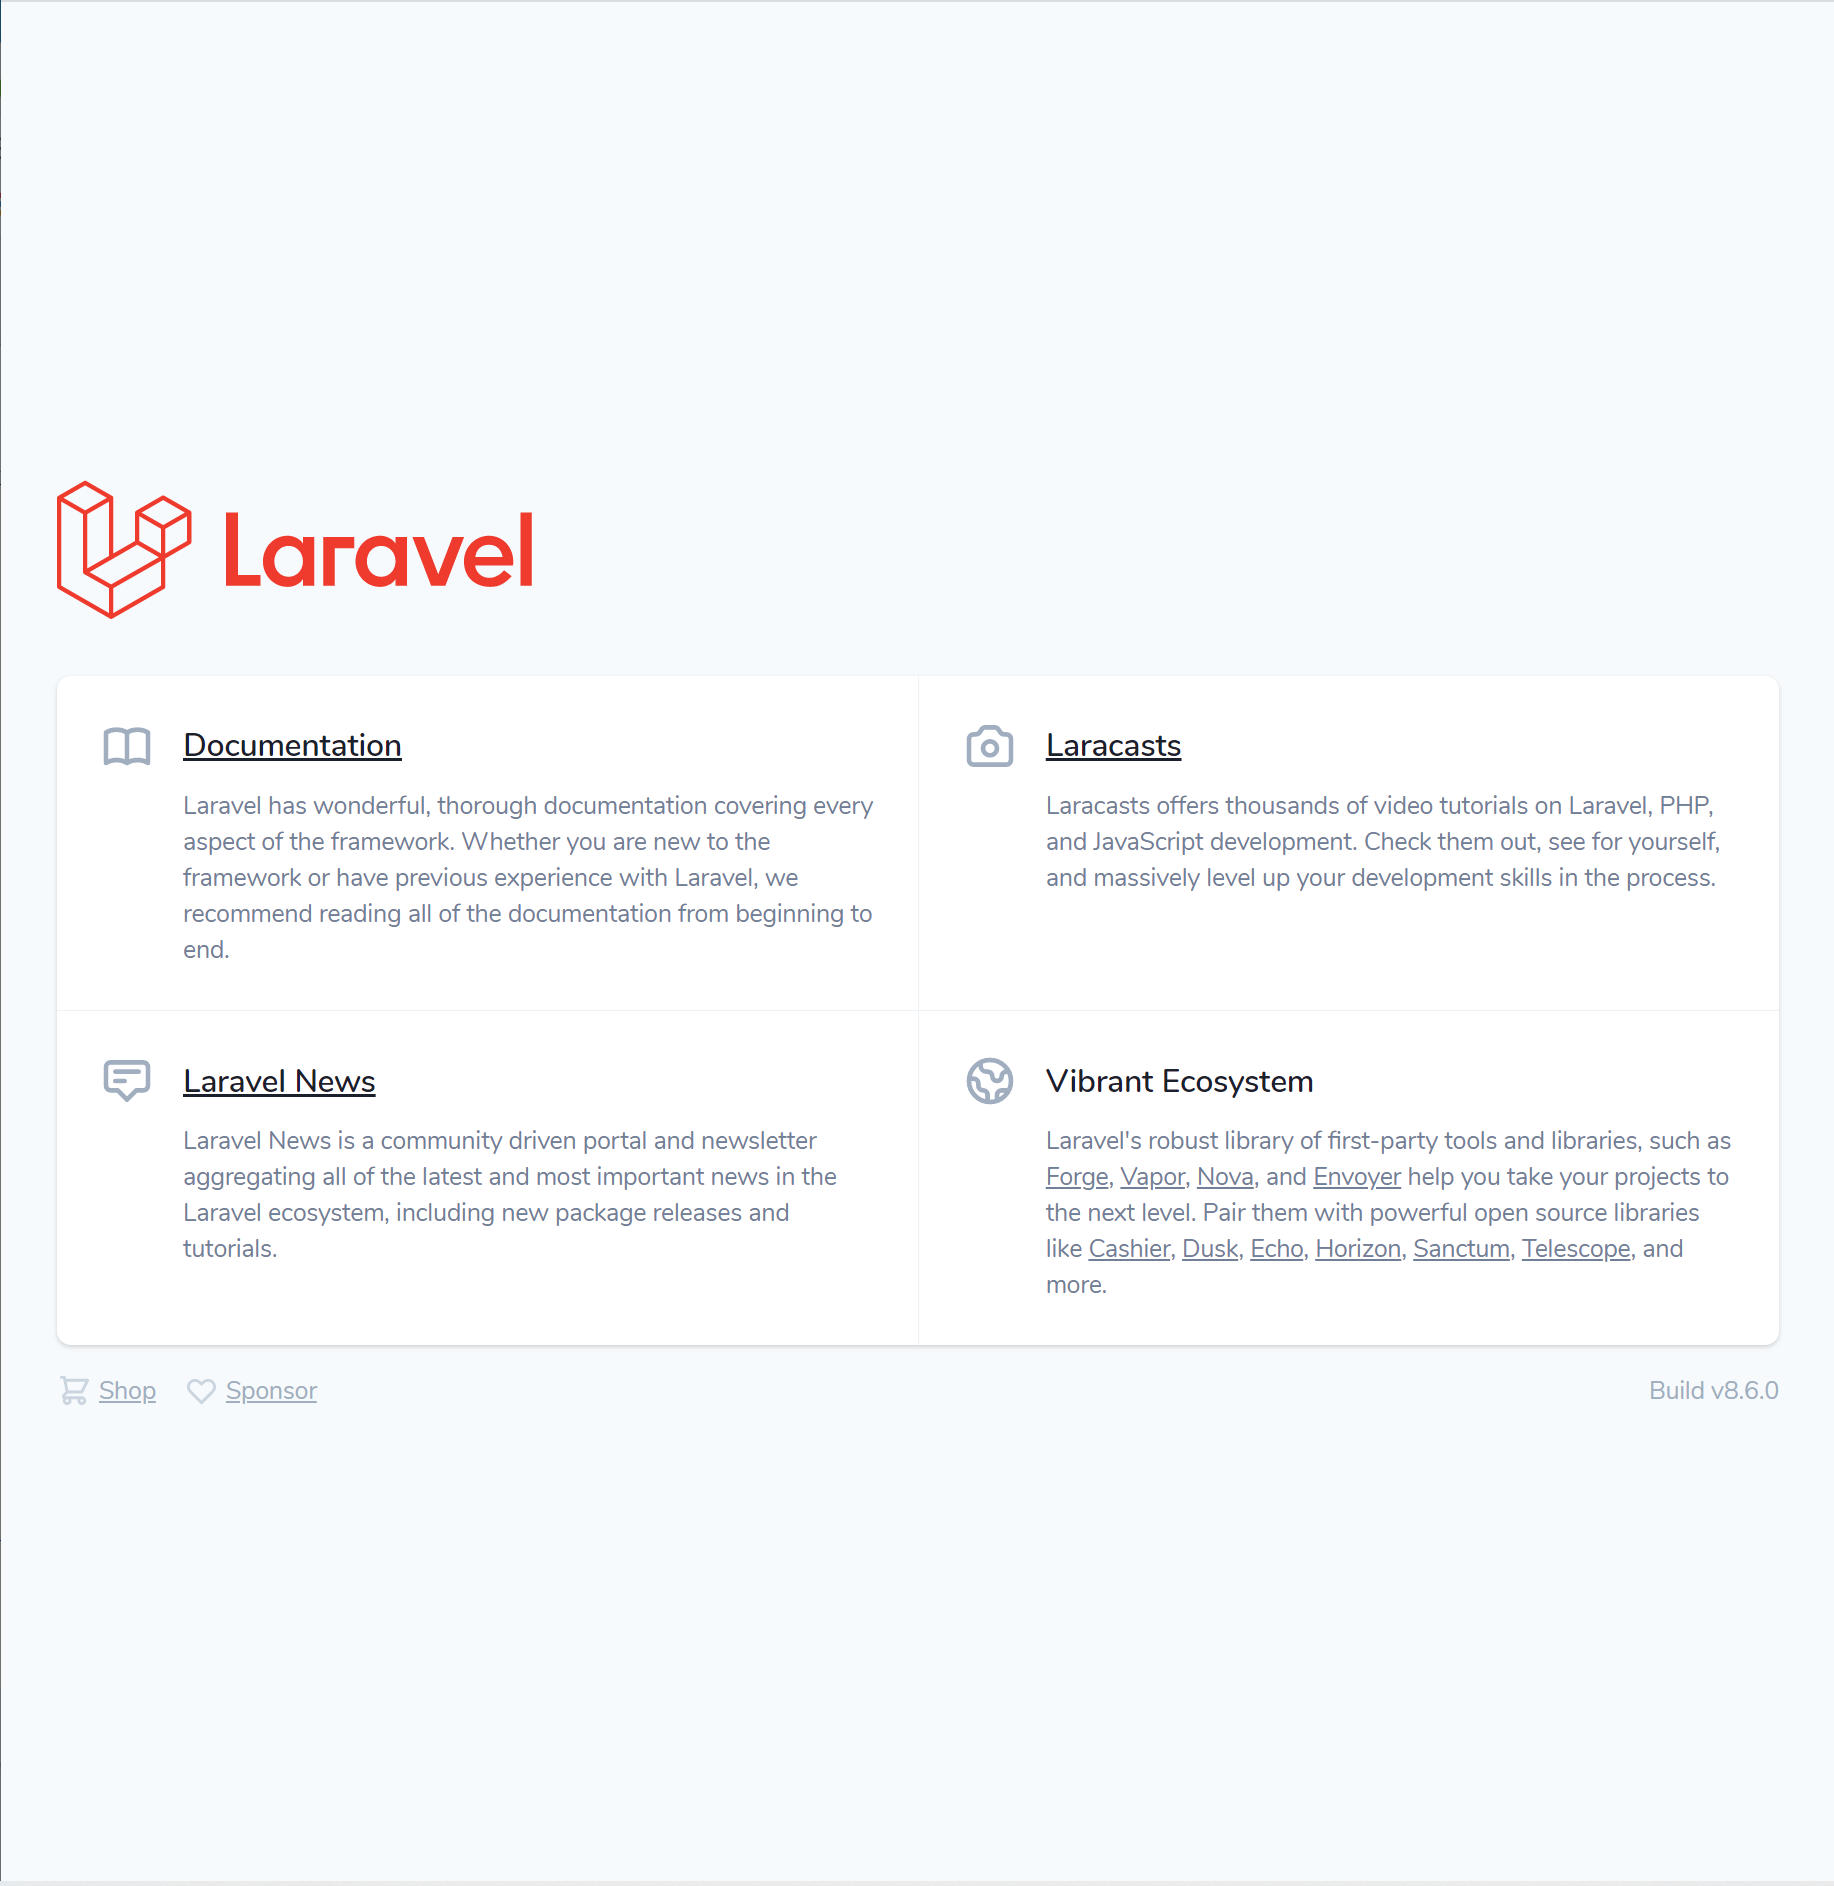 Laravel
Documentation
Laravel has wonderful, thorough documentation covering every
aspect of the framework. Whether you are new to the
framework or have previous experience with Laravel, we
recommend reading all of the documentation from beginning to
end.
Laracasts
Laracasts offers thousands of video tutorials on Laravel, PHP,
and JavaScript development. Check them out, see for yourself,
and massively level up your development skills in the process.
Laravel News
Laravel News is a community driven portal and newsletter
aggregating all of the latest and most important news in the
Laravel ecosystem, including new package releases and
tutorials.
Vibrant Ecosystem
Laravel's robust library of first-party tools and libraries, such as
Forge, Vapor, Nova, and Envoyer help you take your projects to
the next level. Pair them with powerful open source libraries
like Cashier, Dusk, Echo, Horizon, Sanctum, Telescope, and
more.
Shop Sponsor
Build v8.6.0